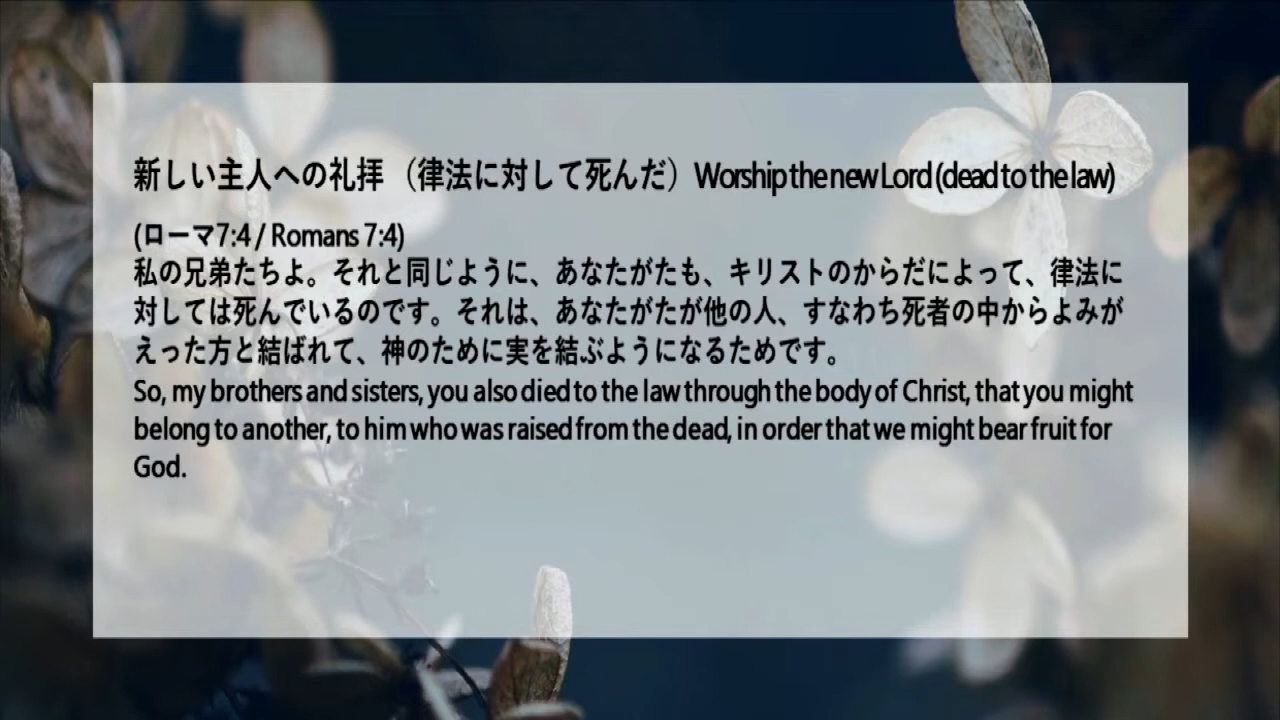 新しい主人への礼拝 （律法に対して死んだ）Worship the new Lord (dead to the law)
(ローマ7:4 / Romans 7:4)
私の兄弟たちよ。それと同じように、あなたがたも、キリストのからだによって、律法に
対しては死んでいるのです。それは、あなたがたが他の人、すなわち死者の中からよみが
えった方と結ばれて、神のために実を結ぶようになるためです。
So, my brothers and sisters, you also died to the law through the body of Christ, that you might
belong to another, to him who was raised from the dead, in order that we might bear fruit for
God.